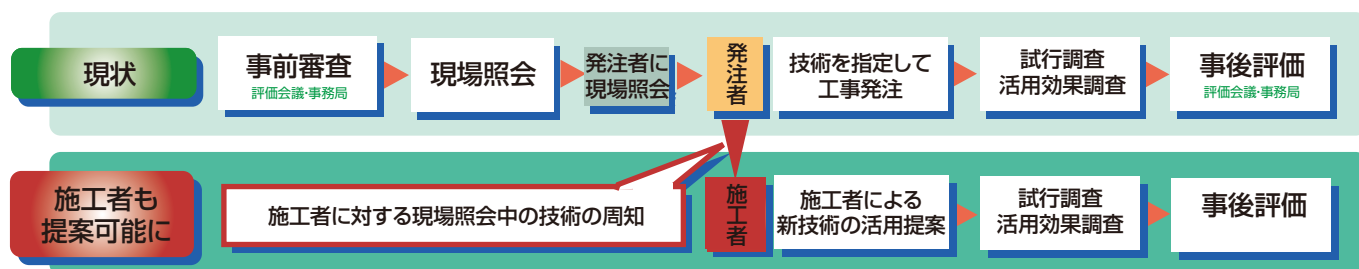 現状
事前審査
評価会議・事務局
現場照会
発注者に
現場照会
発注者
技術を指定して
工事発注
試行調査
活用効果調査
事後評価
評価会議・事務局
施工者も
提案可能に
施工者に対する現場照会中の技術の周知
施工者
施工者による
新技術の活用提案
試行調査
活用効果調査
事後評価